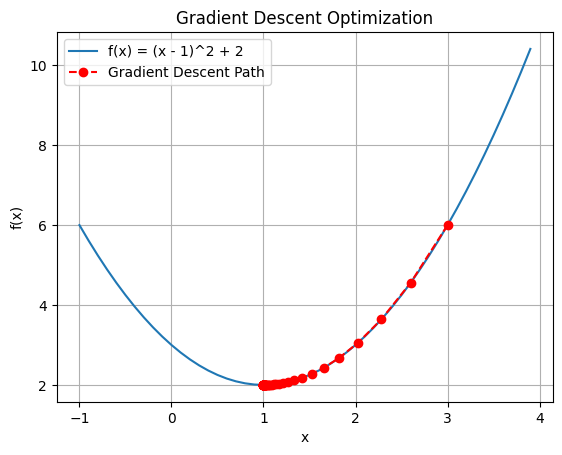 Gradient Descent Optimization
f(x) = (x - 1)^2 + 2
Gradient Descent Path
f(x)
10
8
6
4
2
−1
0
1
2
3
4
x